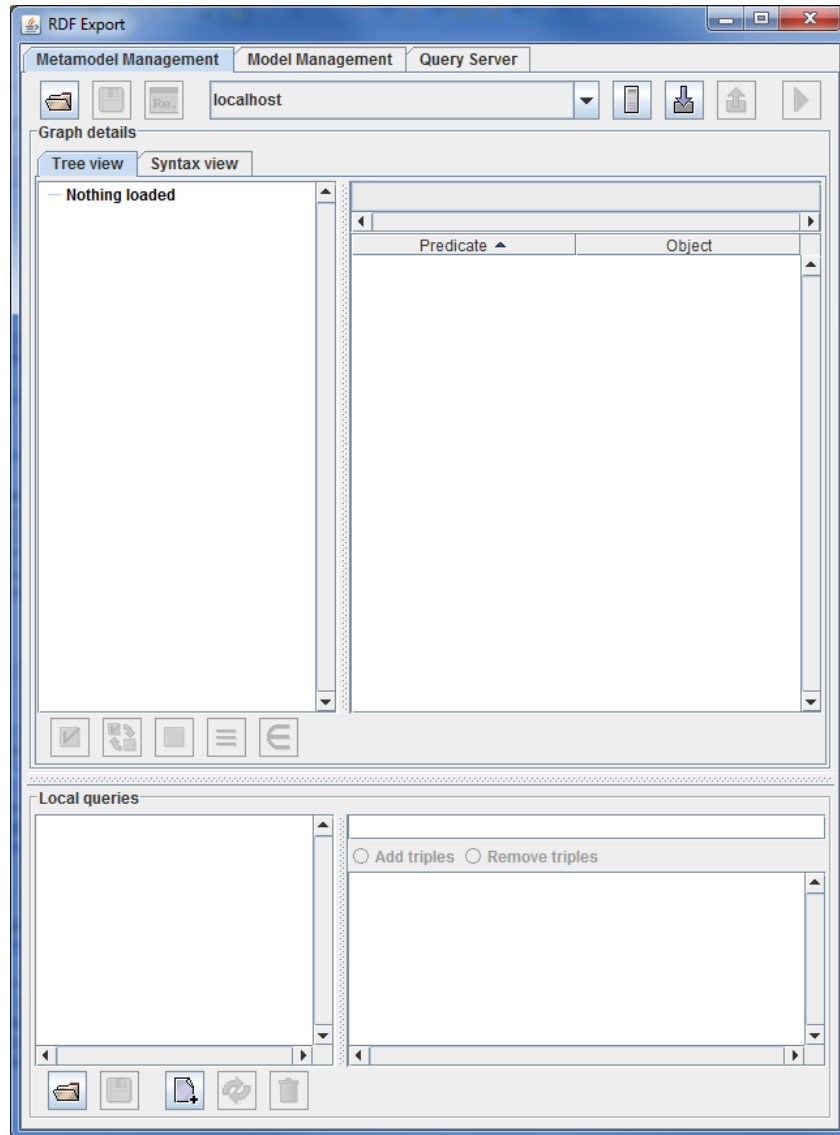 RDF Export
Metamodel Management Model Management Query Server
Re. localhost
Graph details
Tree view Syntax view
Nothing loaded
Predicate Object
Local queries
Add triples Remove triples